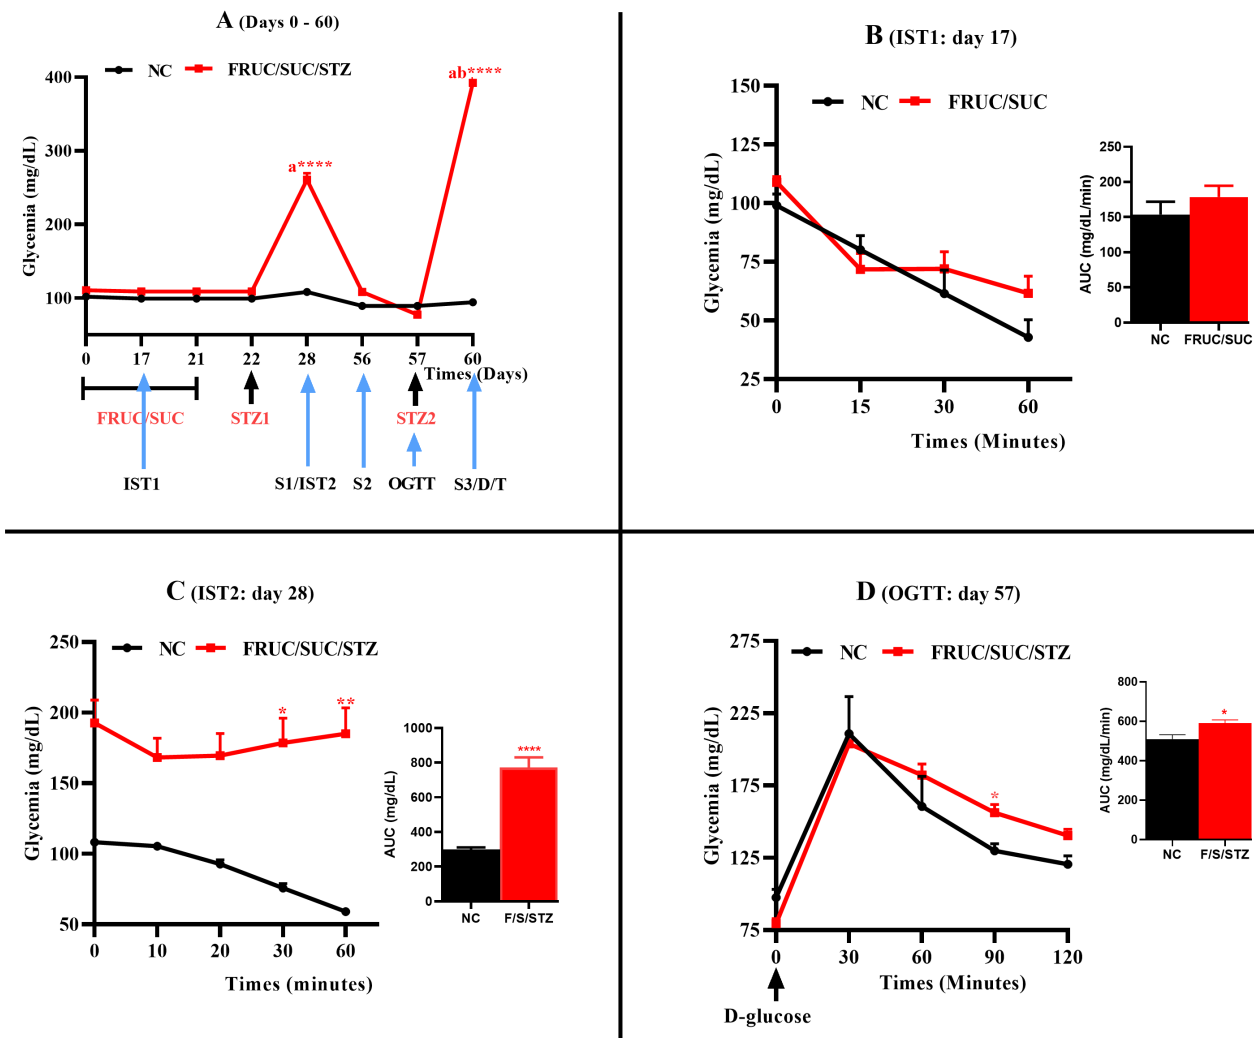 A (Days 0 - 60)
NC FRUC/SUC/STZ
Glycemia (mg/dL)
400
300
200
100
a****
ab****
0 17 21 22 28 56 57 60
Times (Days)
FRUC/SUC STZ1 STZ2
IST1 S1/IST2 S2 OGTT S3/D/T
B (IST1: day 17)
NC FRUC/SUC
Glycemia (mg/dL)
150
125
100
75
50
25
0 15 30 60
Times (Minutes)
AUC (mg/dL/min)
250
200
150
100
50
0
NC FRUC/SUC
C (IST2: day 28)
NC FRUC/SUC/STZ
Glycemia (mg/dL)
250
200
150
100
50
* **
0 10 20 30 60
Times (minutes)
AUC (mg/dL)
1000
800
600
400
200
0
****
NC F/S/STZ
D (OGTT: day 57)
NC FRUC/SUC/STZ
Glycemia (mg/dL)
275
225
175
125
75
*
0 30 60 90 120
Times (Minutes)
D-glucose
AUC (mg/dL/min)
800
600
400
200
0
*
NC F/S/STZ